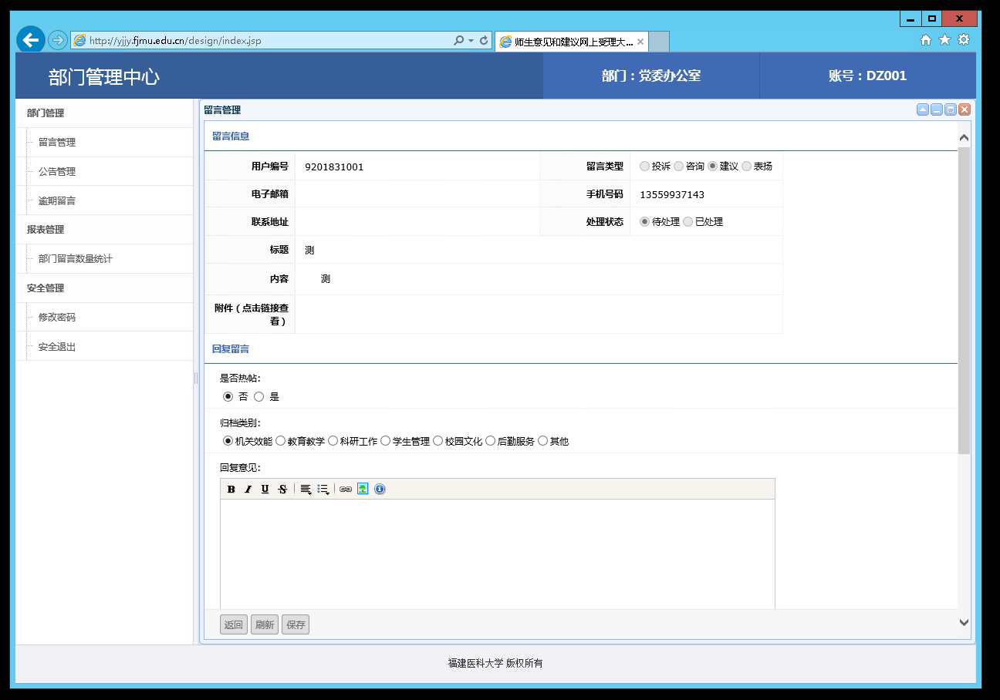 http://yjjy.fjmu.edu.cn/design/index.jsp
师生意见和建议网上受理大...
部门管理中心
部门：党委办公室
账号：DZ001
部门管理
留言管理
公告管理
逾期留言
报表管理
部门留言数量统计
安全管理
修改密码
安全退出
留言管理
留言信息
用户编号 9201831001 留言类型 投诉 咨询 建议 表扬
电子邮箱 手机号码 13559937143
联系地址 处理状态 待处理 已处理
标题 测
内容 测
附件（点击链接查
看）
回复留言
是否热帖:
否 是
归档类别:
机关效能 教育教学 科研工作 学生管理 校园文化 后勤服务 其他
回复意见:
B I U S
返回 刷新 保存
福建医科大学 版权所有